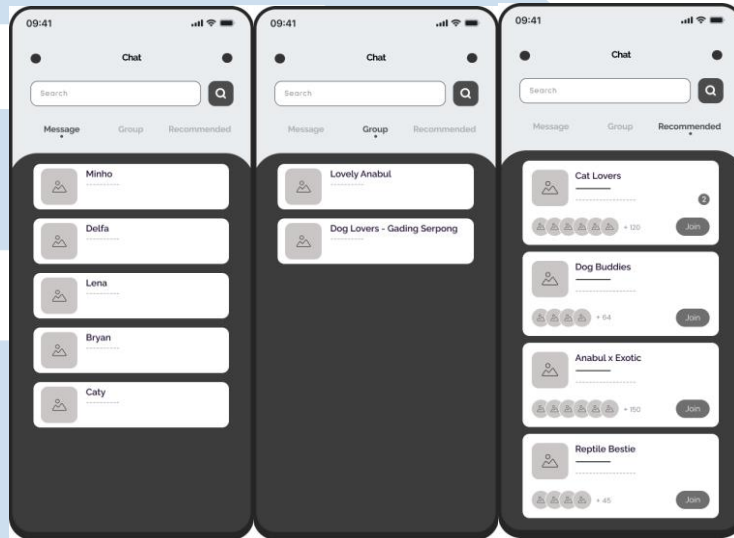 09:41
Chat
Search
Message Group Recommended
Minho
Delfa
Lena
Bryan
Caty
09:41
Chat
Search
Message Group Recommended
Lovely Anabul
Dog Lovers - Gading Serpong
09:41
Chat
Search
Message Group Recommended
Cat Lovers
2
+ 120 Join
Dog Buddies
+ 64 Join
Anabul x Exotic
+ 150 Join
Reptile Bestie
+ 45 Join